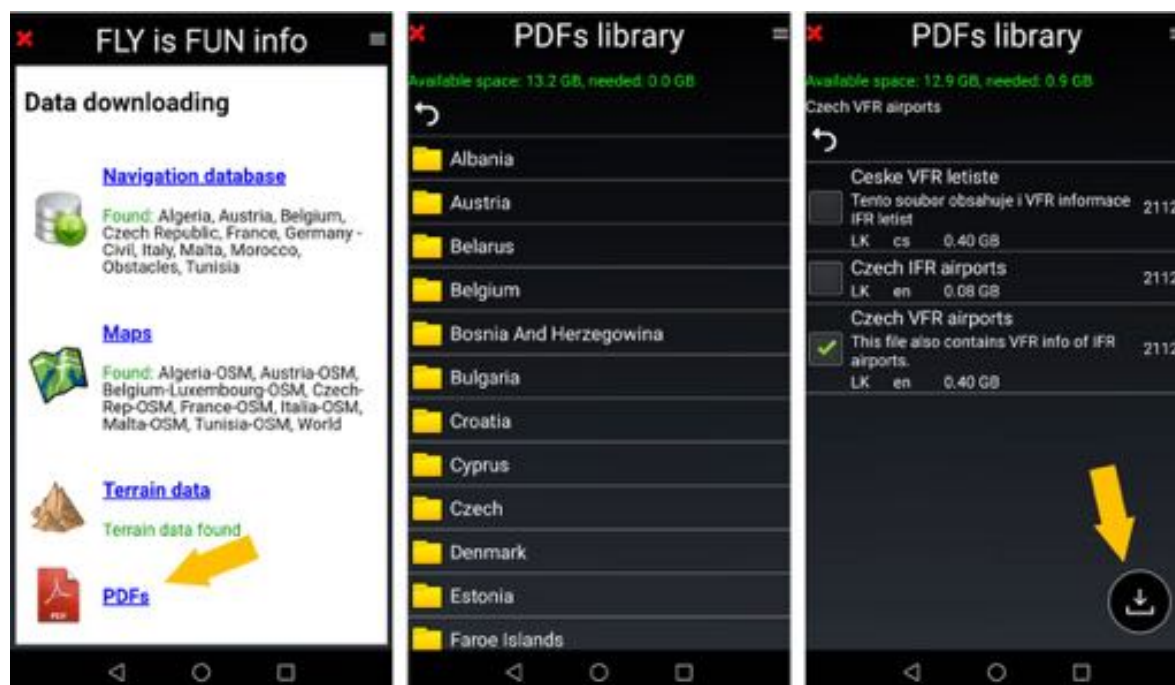 FLY is FUN info
Data downloading
Navigation database
Found: Algeria, Austria, Belgium,
Czech Republic, France, Germany -
Civil, Italy, Malta, Morocco,
Obstacles, Tunisia
Maps
Found: Algeria-OSM, Austria-OSM,
Belgium-Luxembourg-OSM, Czech-
Rep-OSM, France-OSM, Italia-OSM,
Malta-OSM, Tunisia-OSM, World
Terrain data
Terrain data found
PDF
PDFs
PDFs library
Available space: 13.2 GB, needed: 0.0 GB
Albania
Austria
Belarus
Belgium
Bosnia And Herzegowina
Bulgaria
Croatia
Cyprus
Czech
Denmark
Estonia
Faroe Islands
PDFs library
Available space: 12.9 GB, needed: 0.9 GB
Czech VFR airports
Ceske VFR letiste
Tento soubor obsahuje i VFR informace
IFR letist
2112
LK cs 0.40 GB
Czech IFR airports
2112
LK en 0.08 GB
Czech VFR airports
This file also contains VFR info of IFR
airports.
2112
LK en 0.40 GB